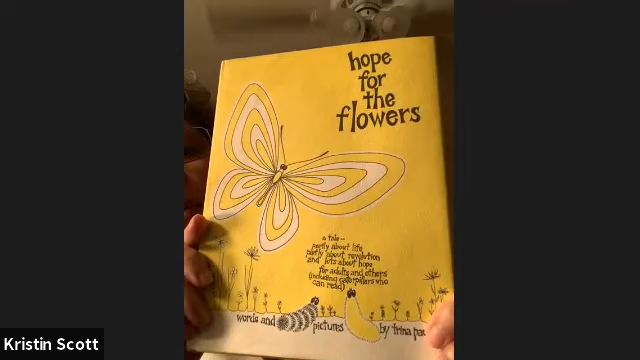 hope
for
the
flowers
a tale—
partly about life
partly about revolution
and lots about hope
for adults and others
(including caterpillars who
can read)
words and pictures by trina
Kristin Scott